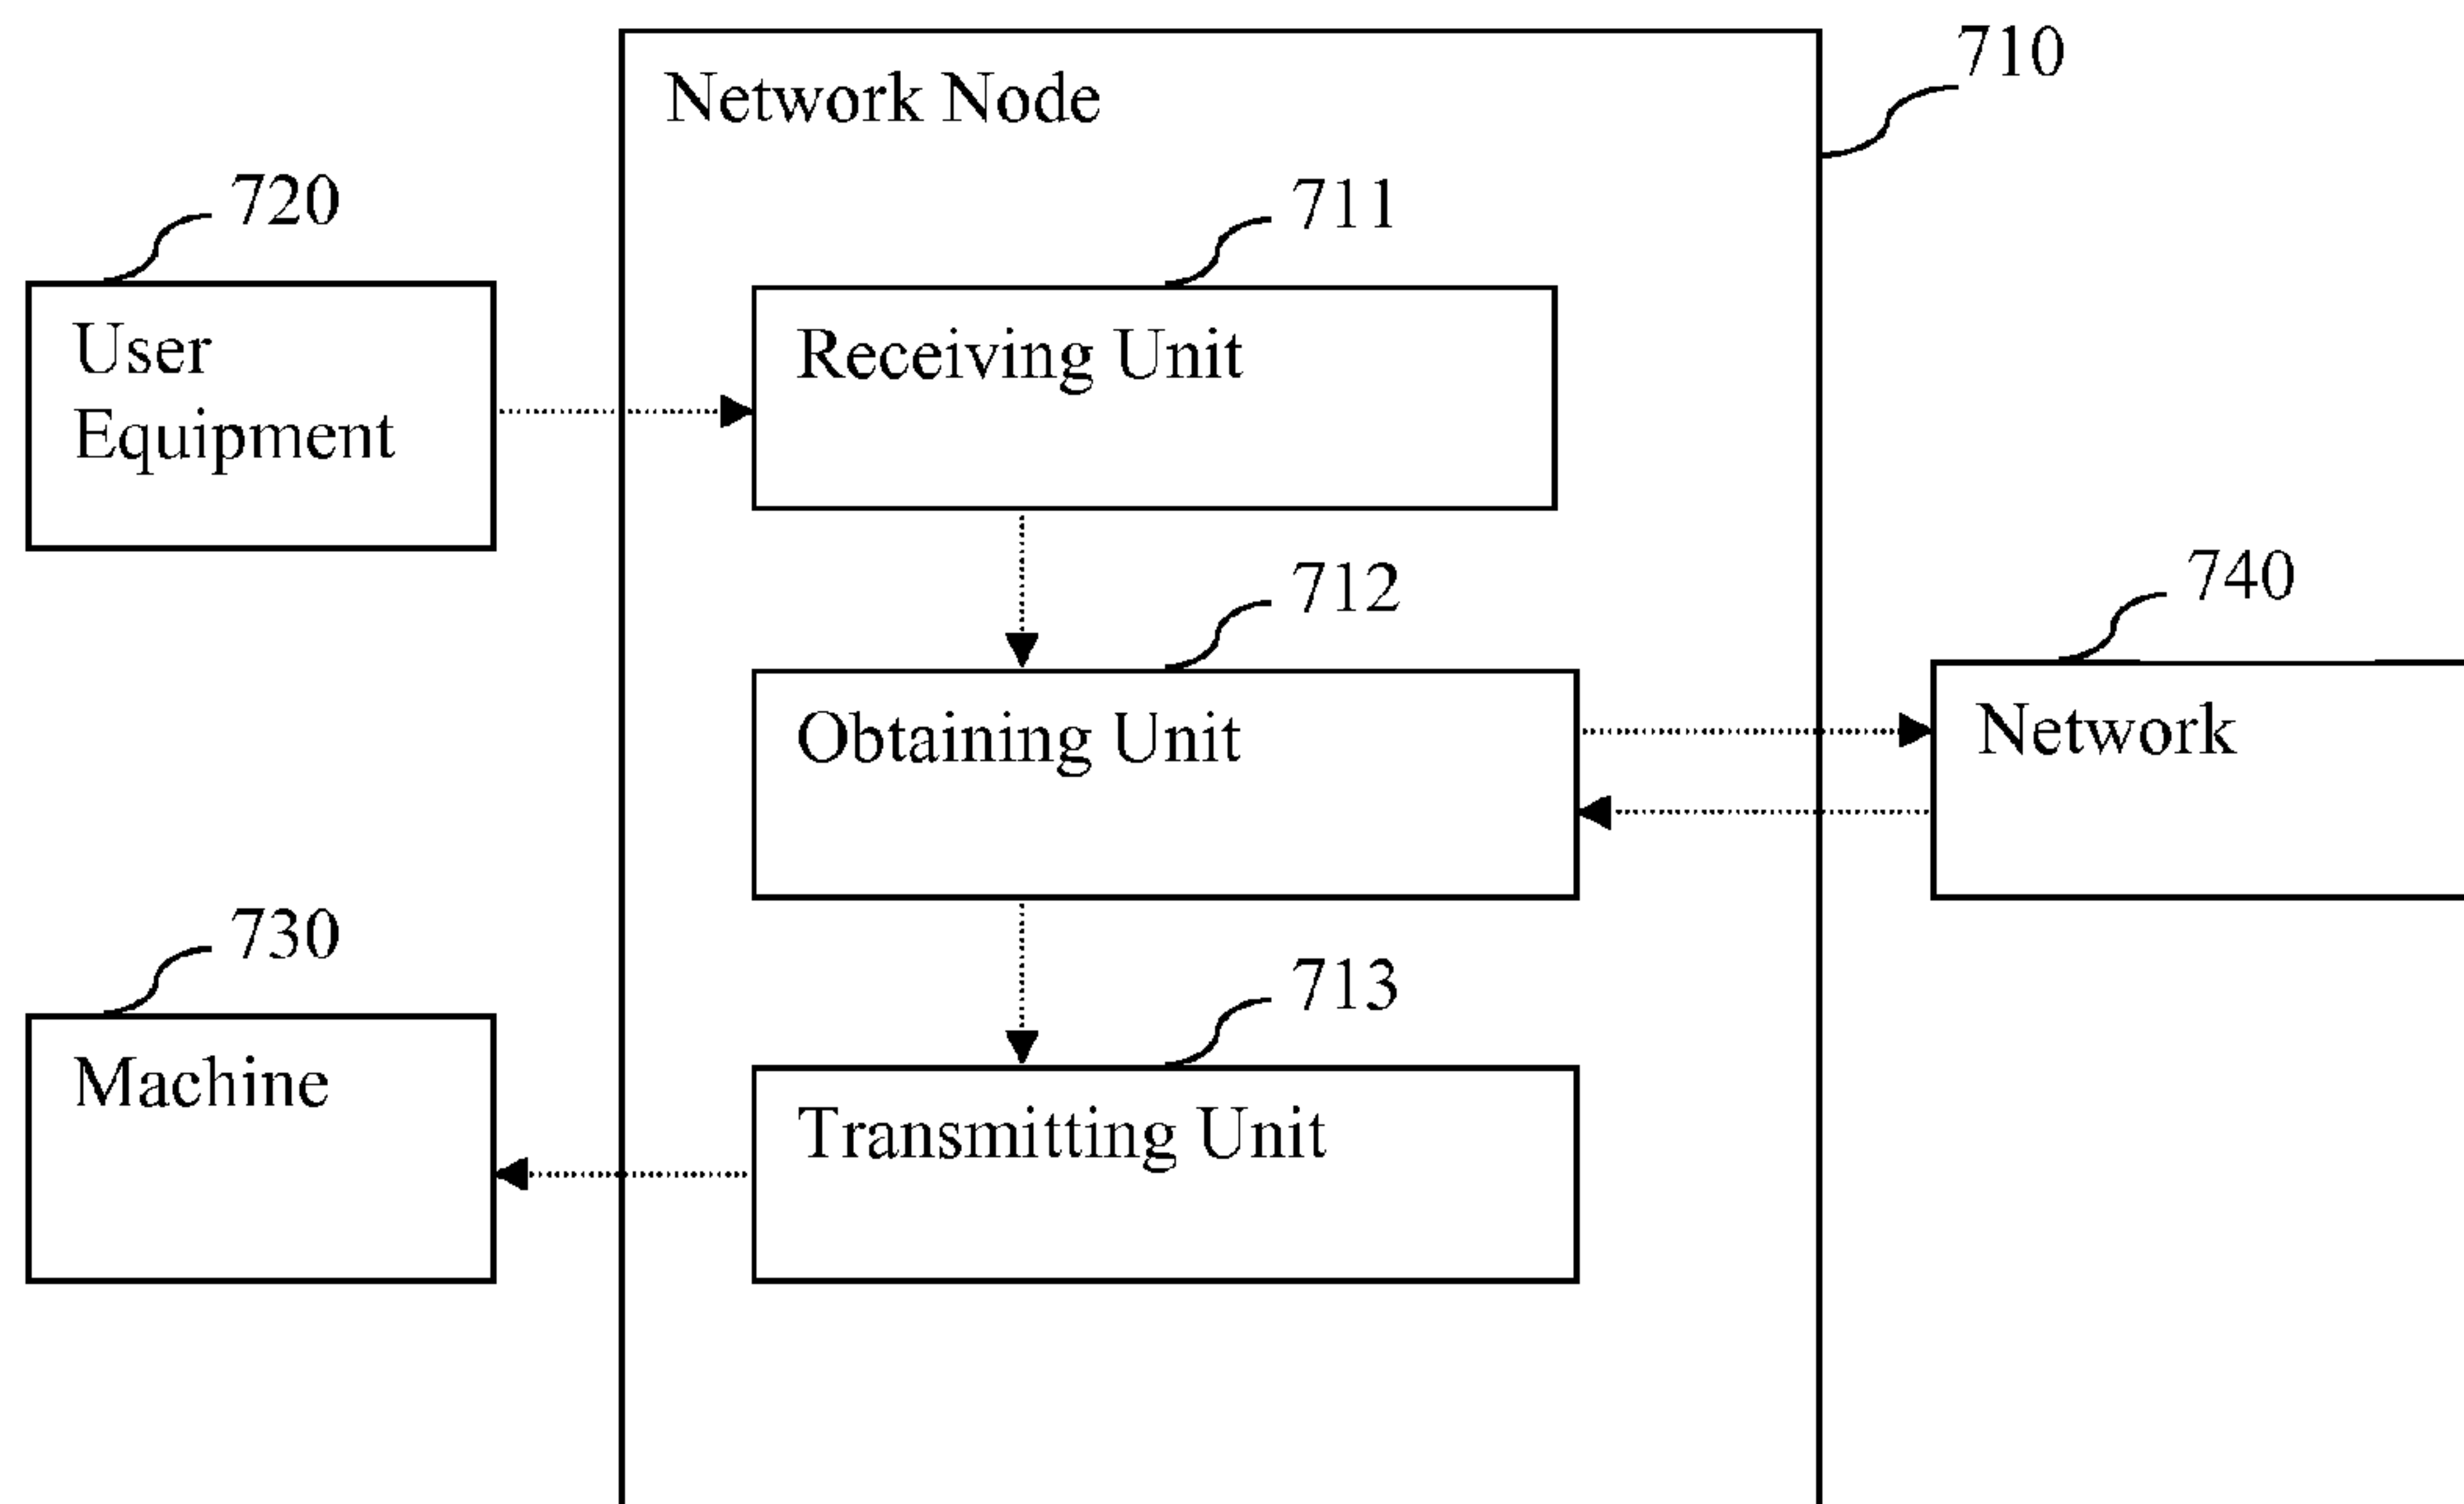 Network Node
710
720
User
Equipment
711
Receiving Unit
712
Obtaining Unit
740
Network
730
Machine
713
Transmitting Unit